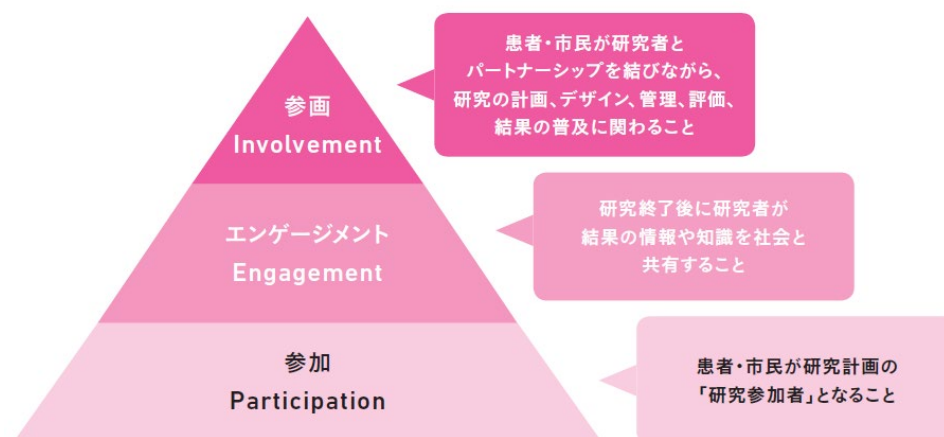 参画
Involvement
患者・市民が研究者と
パートナーシップを結びながら、
研究の計画、デザイン、管理、評価、
結果の普及に関わること
エンゲージメント
Engagement
研究終了後に研究者が
結果の情報や知識を社会と
共有すること
参加
Participation
患者・市民が研究計画の
「研究参加者」となること